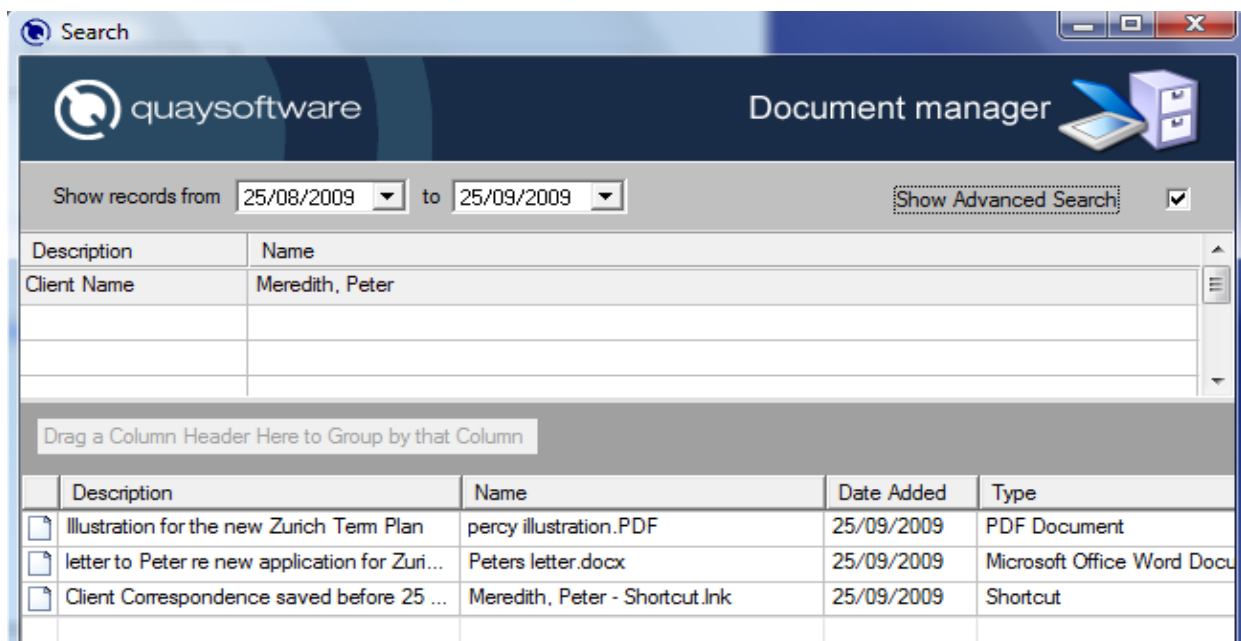 Search
quaysoftware Document manager
Show records from 25/08/2009 to 25/09/2009 Show Advanced Search
Description Name
Client Name Meredith, Peter
Drag a Column Header Here to Group by that Column
Description Name Date Added Type
Illustration for the new Zurich Term Plan percy illustration.PDF 25/09/2009 PDF Document
letter to Peter re new application for Zuri... Peters letter.docx 25/09/2009 Microsoft Office Word Docu
Client Correspondence saved before 25 ... Meredith, Peter - Shortcut.lnk 25/09/2009 Shortcut